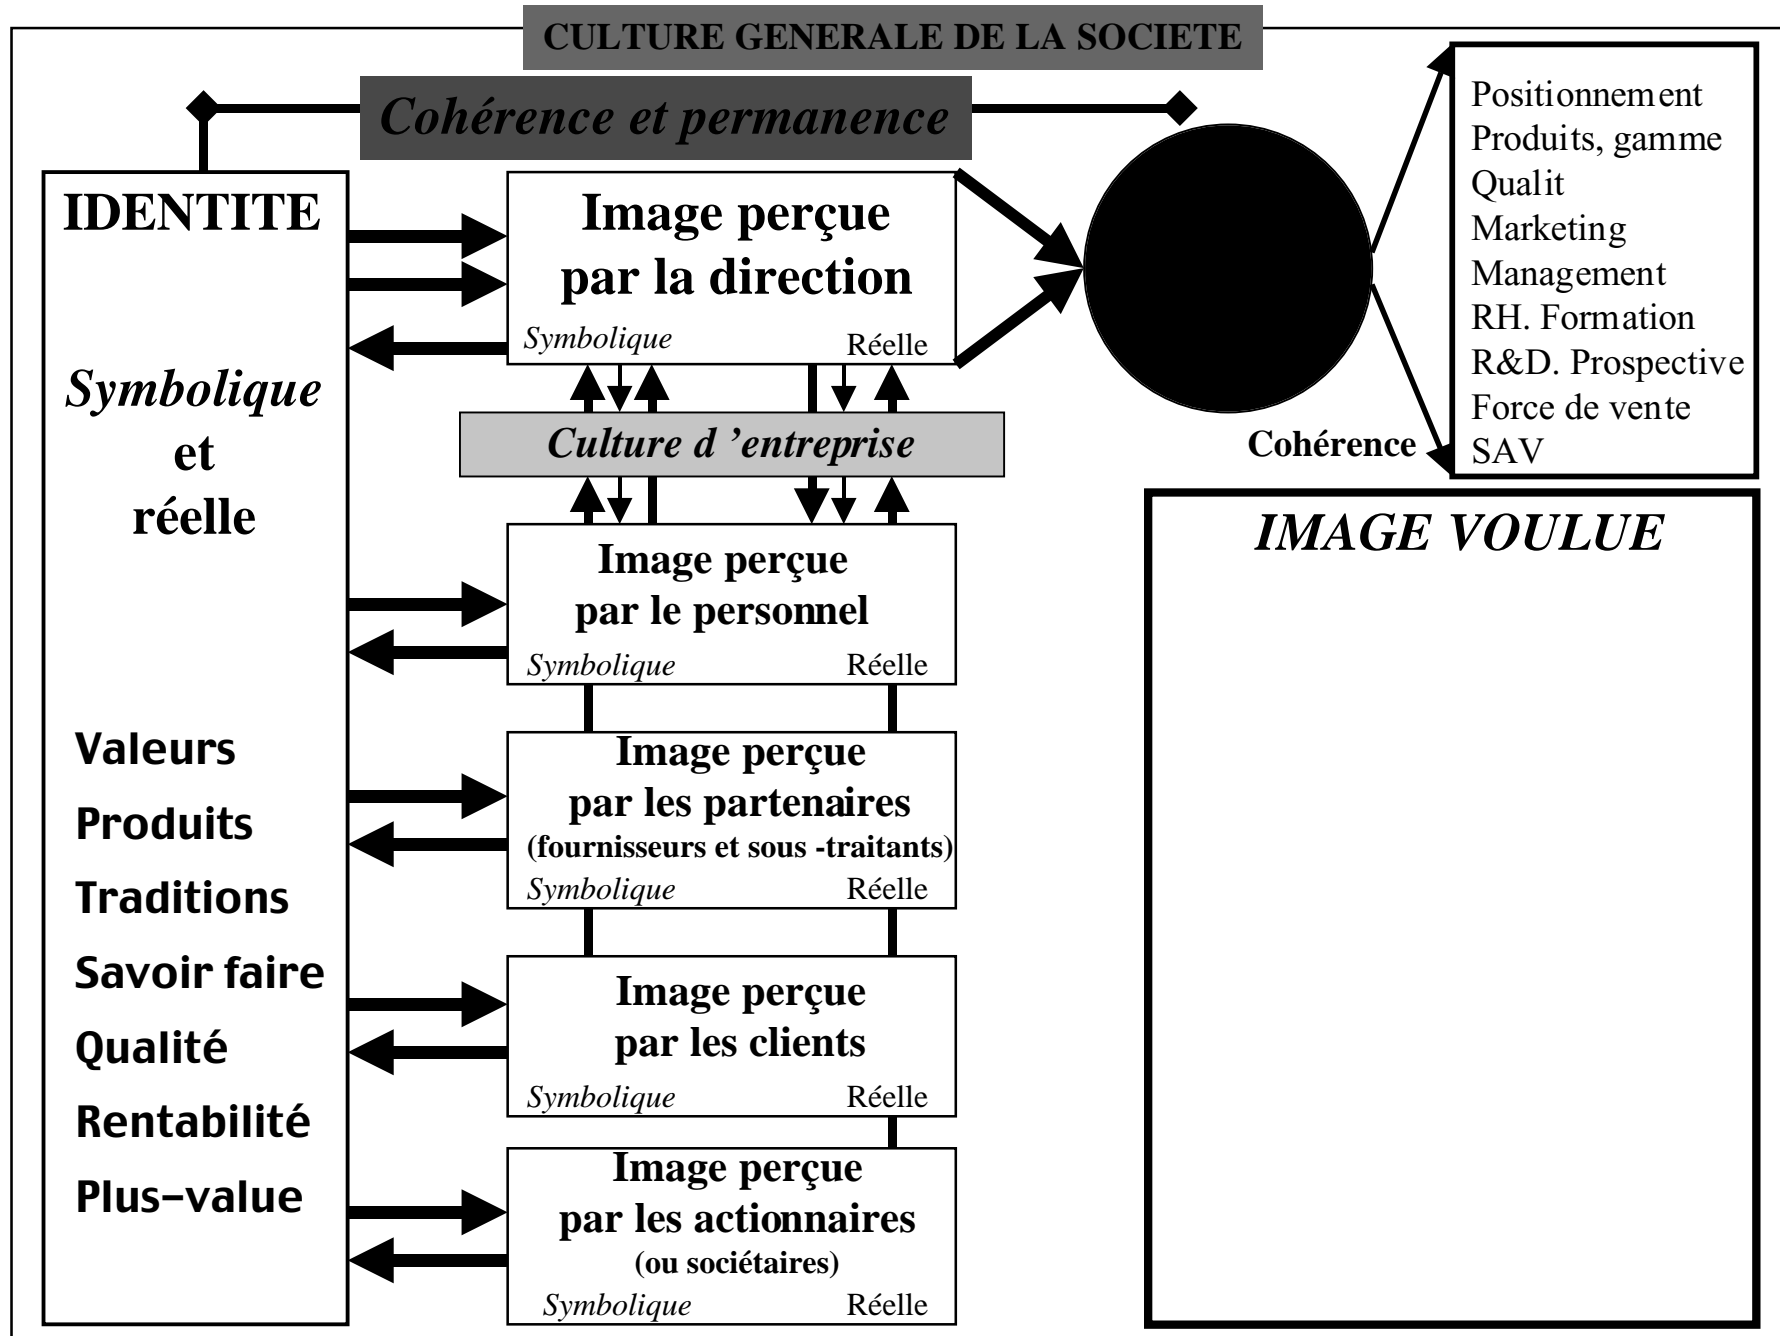 CULTURE GENERALE DE LA SOCIETE
Cohérence et permanence
IDENTITE
Symbolique
et
réelle
Valeurs
Produits
Traditions
Savoir faire
Qualité
Rentabilité
Plus-value
Image perçue
par la direction
Symbolique Réelle
Culture d ’entreprise
Image perçue
par le personnel
Symbolique Réelle
Image perçue
par les partenaires
(fournisseurs et sous -traitants)
Symbolique Réelle
Image perçue
par les clients
Symbolique Réelle
Image perçue
par les actionnaires
(ou sociétaires)
Symbolique Réelle
Positionnement
Produits, gamme
Qualit
Marketing
Management
RH. Formation
R&D. Prospective
Force de vente
SAV
Cohérence
IMAGE VOULUE